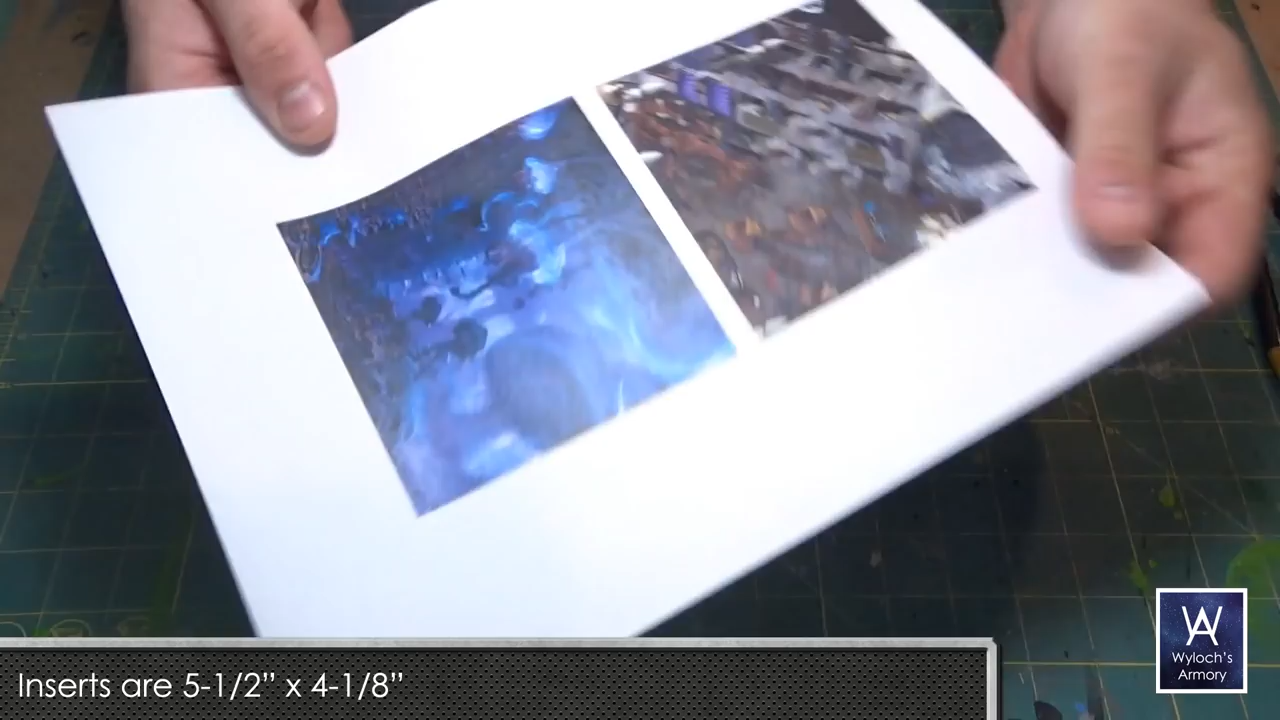 Inserts are 5-1/2” x 4-1/8”
Wyloch’s
Armory